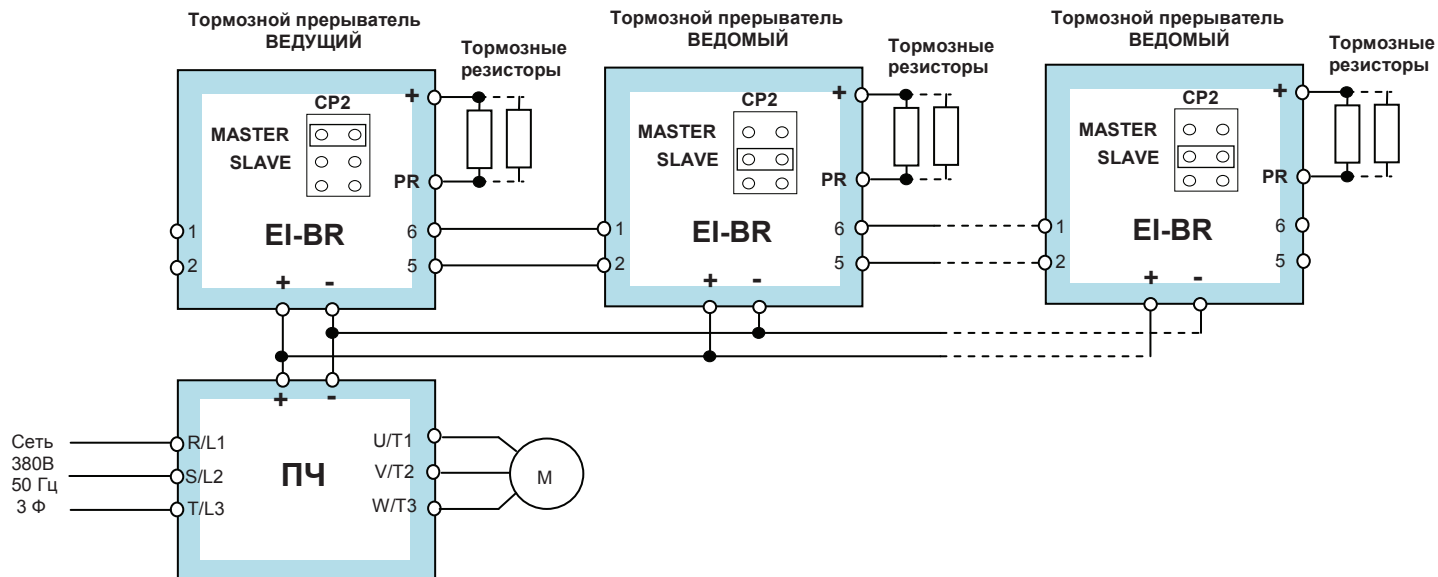 Тормозной прерыватель
ВЕДУЩИЙ
Тормозные
резисторы
CP2
MASTER
SLAVE
+
PR
1
2
EI-BR
6
5
+ -
Тормозной прерыватель
ВЕДОМЫЙ
Тормозные
резисторы
CP2
MASTER
SLAVE
+
PR
1
2
EI-BR
6
5
+ -
Тормозной прерыватель
ВЕДОМЫЙ
Тормозные
резисторы
CP2
MASTER
SLAVE
+
PR
1
2
EI-BR
6
5
+ -
+ -
Сеть
380В
50 Гц
3 Ф
R/L1
S/L2
T/L3
ПЧ
U/T1
V/T2
W/T3
М